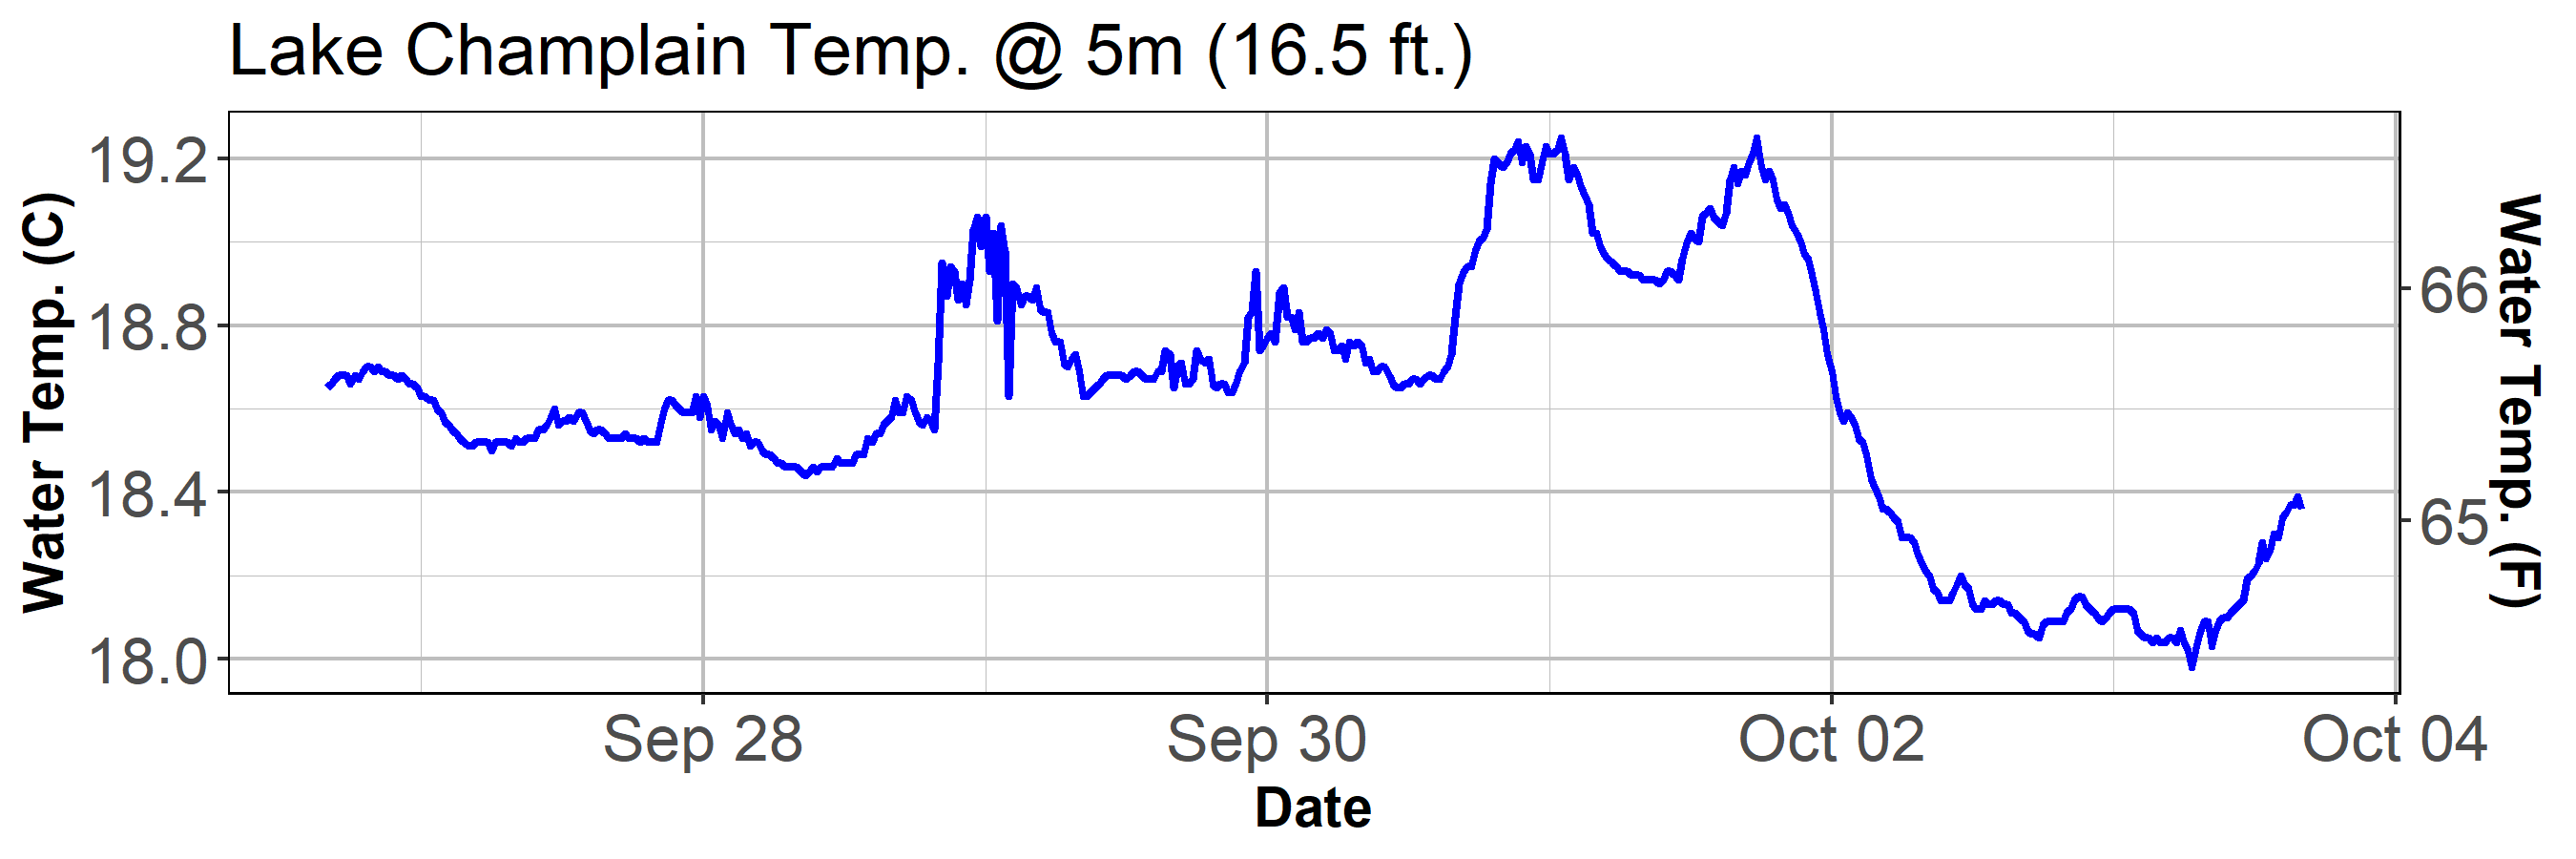 Lake Champlain Temp. @ 5m (16.5 ft.)
Water Temp. (C)
19.2
18.8
18.4
18.0
66
65
Water Temp. (F)
Sep 28
Sep 30
Oct 02
Oct 04
Date